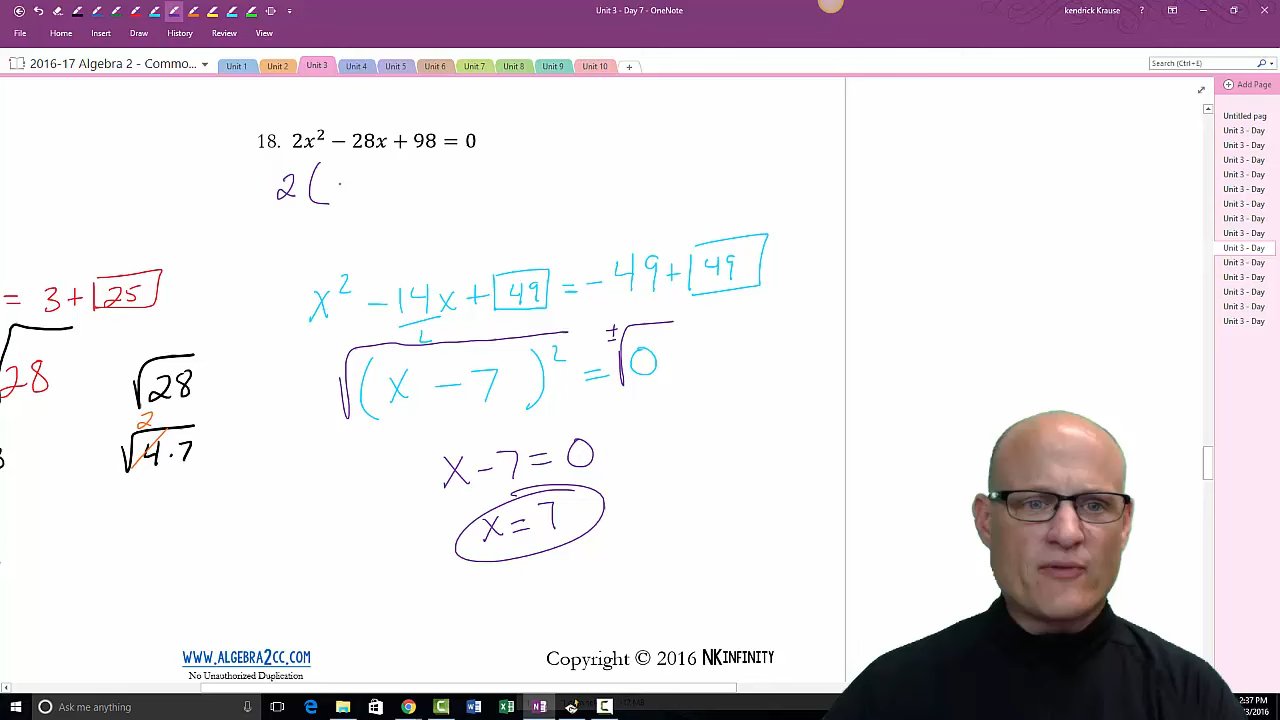 Unit 3 - Day 7 - OneNote
kendrick Krause
?
File Home Insert Draw History Review View
2016-17 Algebra 2 - Commo...
Unit 1 Unit 2 Unit 3 Unit 4 Unit 5 Unit 6 Unit 7 Unit 8 Unit 9 Unit 10 +
Search (Ctrl+E)
Add Page
Untitled pag
Unit 3 - Day
Unit 3 - Day
Unit 3 - Day
Unit 3 - Day
Unit 3 - Day
Unit 3 - Day
Unit 3 - Day
Unit 3 - Day
Unit 3 - Day
Unit 3 - Day
Unit 3 - Day
Unit 3 - Day
Unit 3 - Day
Unit 3 - Day
18. 2x² − 28x + 98 = 0
2 (
= 3 + 25
28
√28
2
√4·7
x² − 14x + 49 = −49 + 49
2
√(x − 7)² = ±√0
x − 7 = 0
x = 7
WWW.ALGEBRA2CC.COM
No Unauthorized Duplication
Copyright © 2016 NKINFINITY
Ask me anything
2:37 PM